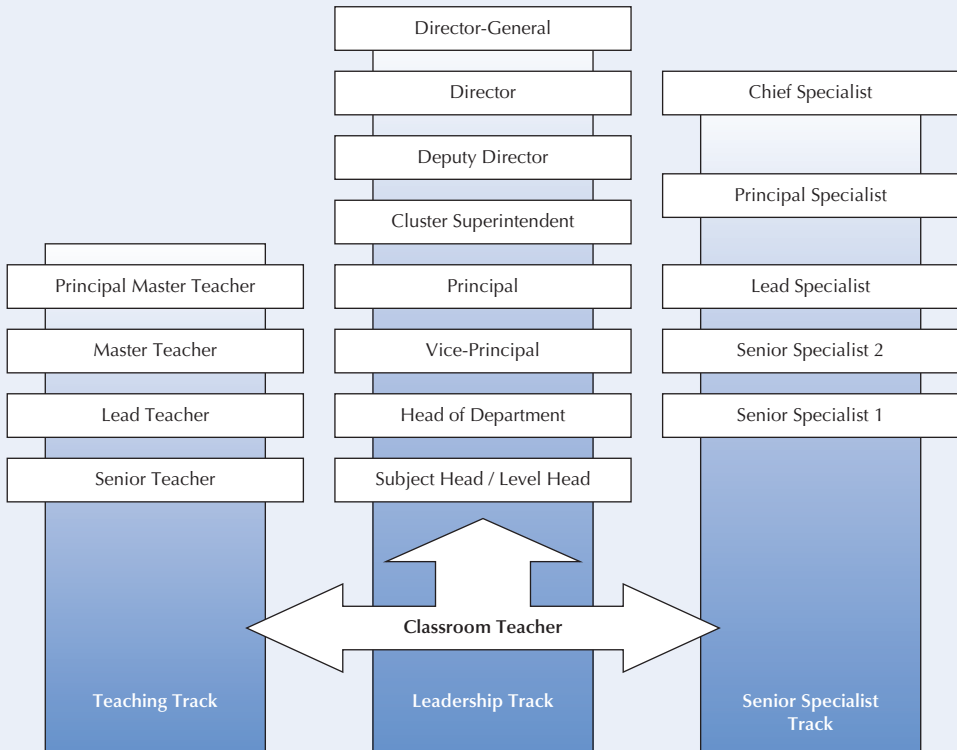 Director-General
Director
Chief Specialist
Deputy Director
Principal Specialist
Cluster Superintendent
Principal Master Teacher
Principal
Lead Specialist
Master Teacher
Vice-Principal
Senior Specialist 2
Lead Teacher
Head of Department
Senior Specialist 1
Senior Teacher
Subject Head / Level Head
Classroom Teacher
Teaching Track
Leadership Track
Senior Specialist
Track